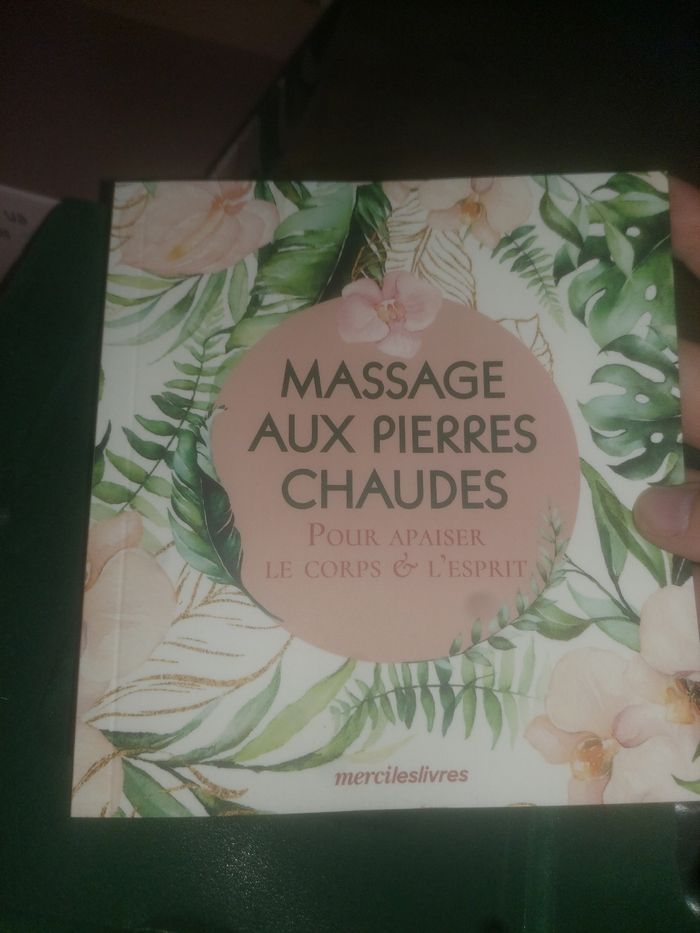 MASSAGE
AUX PIERRES
CHAUDES
POUR APAISER
LE CORPS & L'ESPRIT
mercileslivres